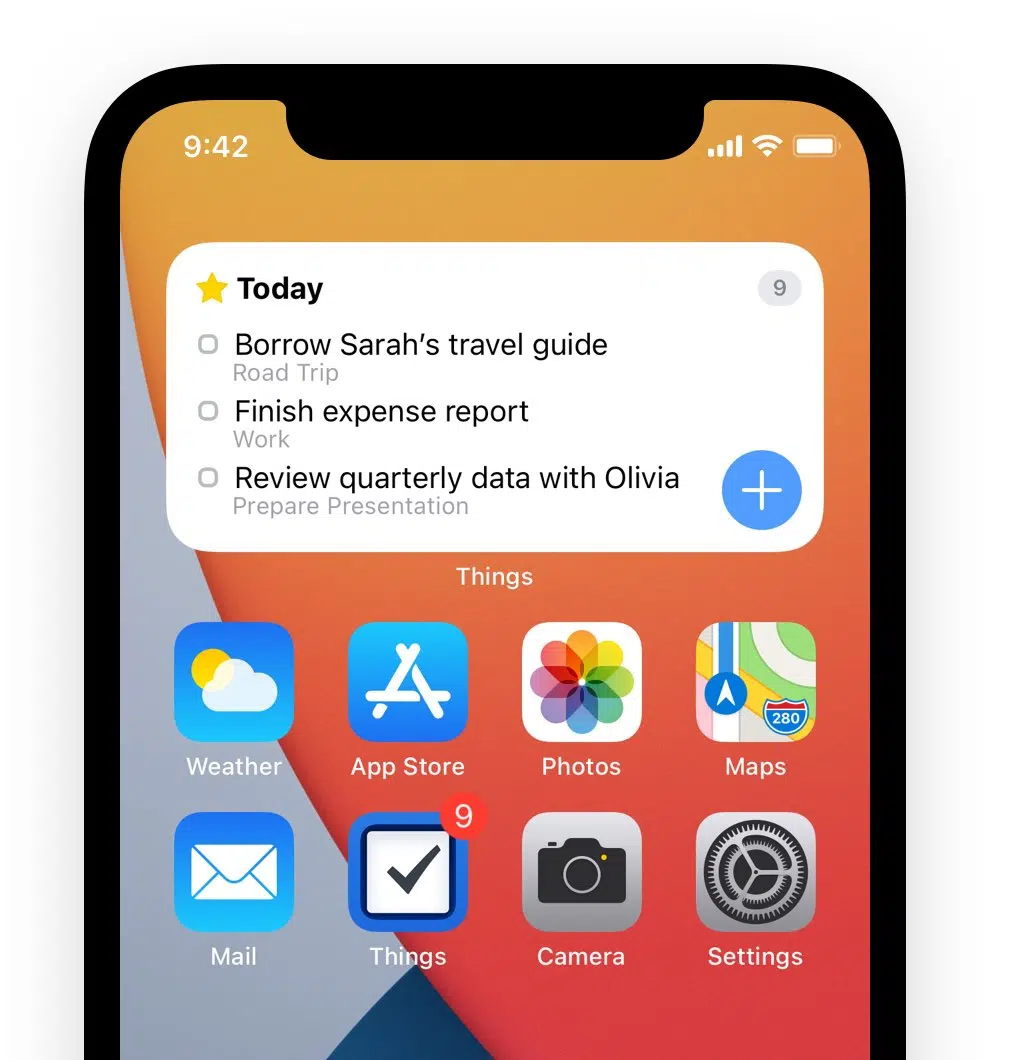 9:42
Today
9
Borrow Sarah’s travel guide
Road Trip
Finish expense report
Work
Review quarterly data with Olivia
Prepare Presentation
Things
280
Weather
App Store
Photos
Maps
9
Mail
Things
Camera
Settings